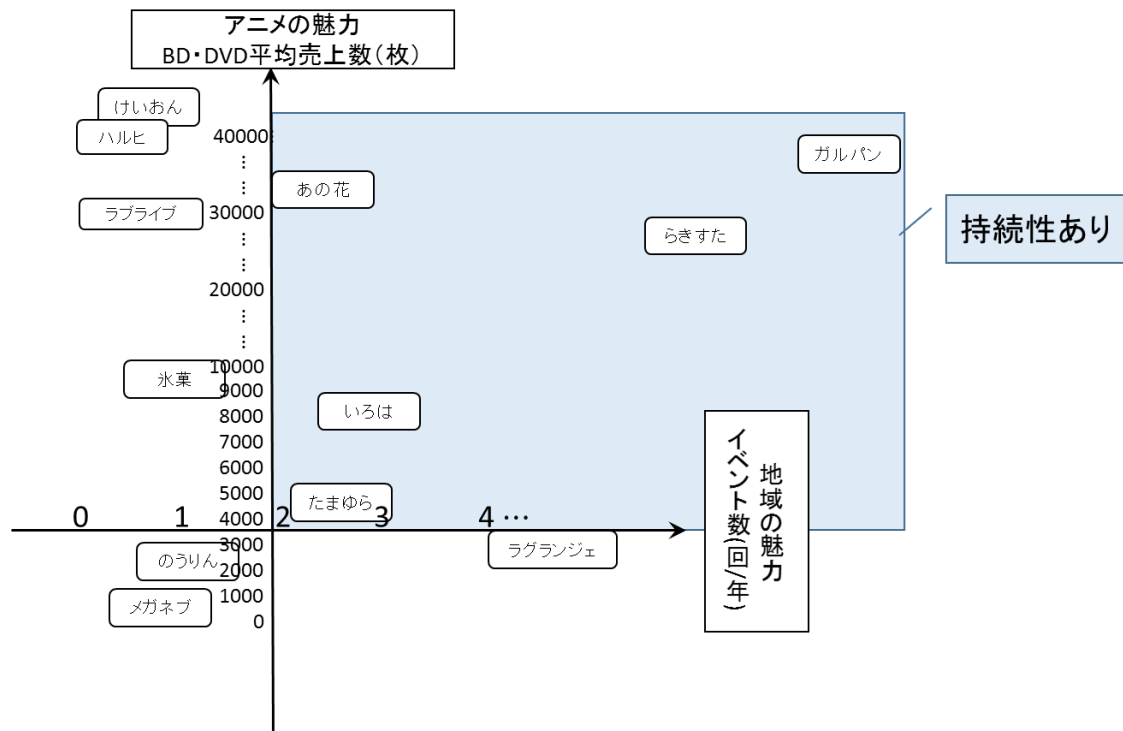 アニメの魅力
BD・DVD平均売上数(枚)
けいおん
ハルヒ
ラブライブ
氷菓
のうりん
メガネブ
40000
⋮
⋮
30000
⋮
⋮
20000
⋮
⋮
10000
9000
8000
7000
6000
5000
4000
3000
2000
1000
0
0 1 2 3 4 …
あの花
ガルパン
らきすた
いろは
たまゆら
ラグランジェ
持続性あり
地域の魅力
イベント数(回/年)